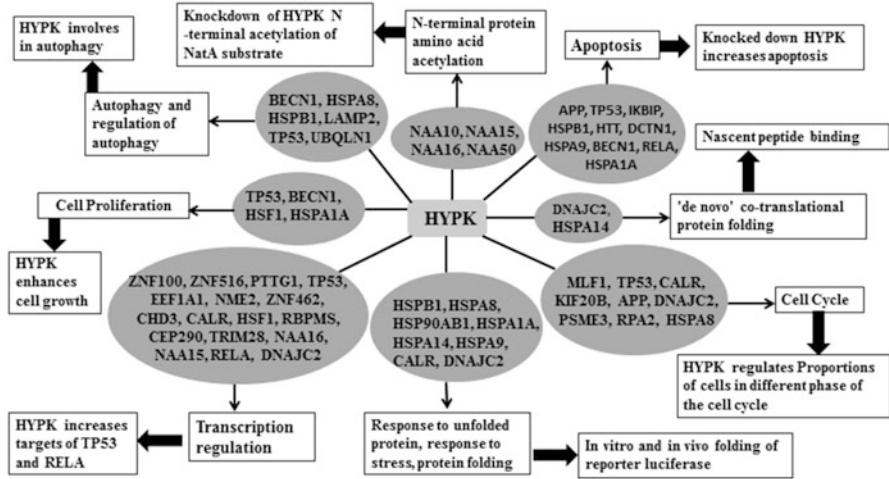 HYPK involves
in autophagy
Knockdown of HYPK N
-terminal acetylation of
NatA substrate
N-terminal protein
amino acid
acetylation
Apoptosis
Knocked down HYPK
increases apoptosis
Autophagy and
regulation of
autophagy
BECN1, HSPA8,
HSPB1,LAMP2,
TP53,UBQLN1
NAA10,NAA15,
NAA16,NAA50
APP,TP53,IKBIP,
HSPB1,HTT,DCTN1,
HSPA9,BECN1,RELA,
HSPA1A
Nascent peptide
binding
Cell Proliferation
TP53,BECN1,
HSF1,HSPA1A
HYPK
DNAJC2,
HSPA14
'de novo' co-translational
protein folding
HYPK
enhances
cell growth
ZNF100, ZNF516,PTTG1,TP53,
EEF1A1, NME2, ZNF462,
CHD3, CALR, HSF1,RBPMS,
CEP290,TRIM28, NAA16,
NAA15,RELA, DNAJC2
HSPB1,HSPA8,
HSP90AB1,HSPA1A,
HSPA14,HSPA9,
CALR,DNAJC2
MLF1, TP53,CALR,
KIF20B, APP,DNAJC2,
PSME3, RPA2, HSPA8
Cell Cycle
HYPK regulates Proportions
of cells in different phase of
the cell cycle
HYPK increases
targets of TP53
and RELA
Transcription
regulation
Response to unfolded
protein, response to
stress, protein folding
In vitro and in vivo folding of
reporter luciferase